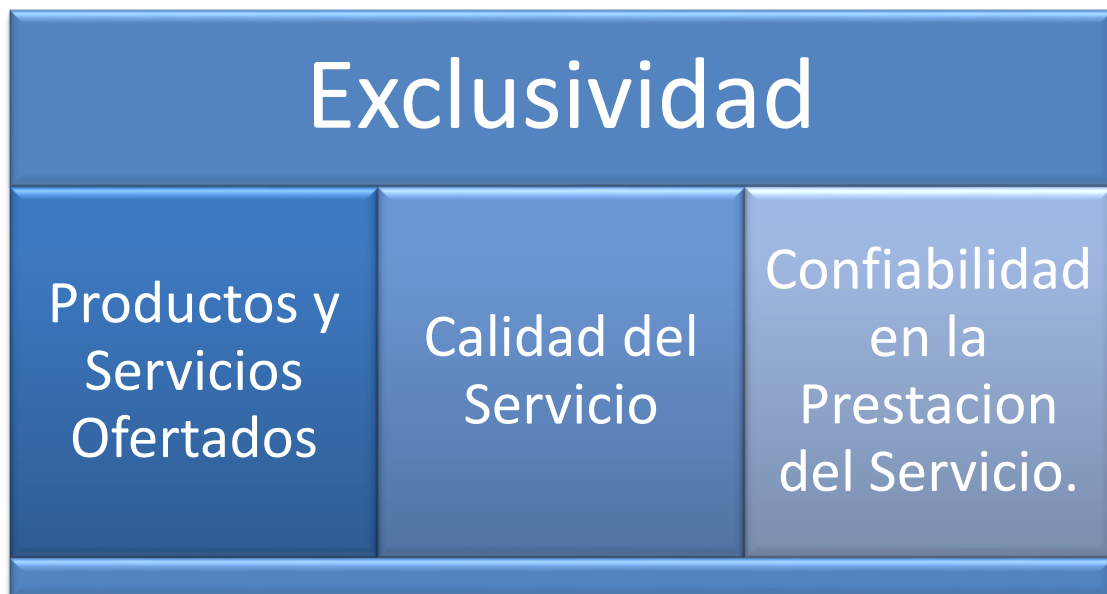 Exclusividad
Productos y
Servicios
Ofertados
Calidad del
Servicio
Confiabilidad
en la
Prestacion
del Servicio.